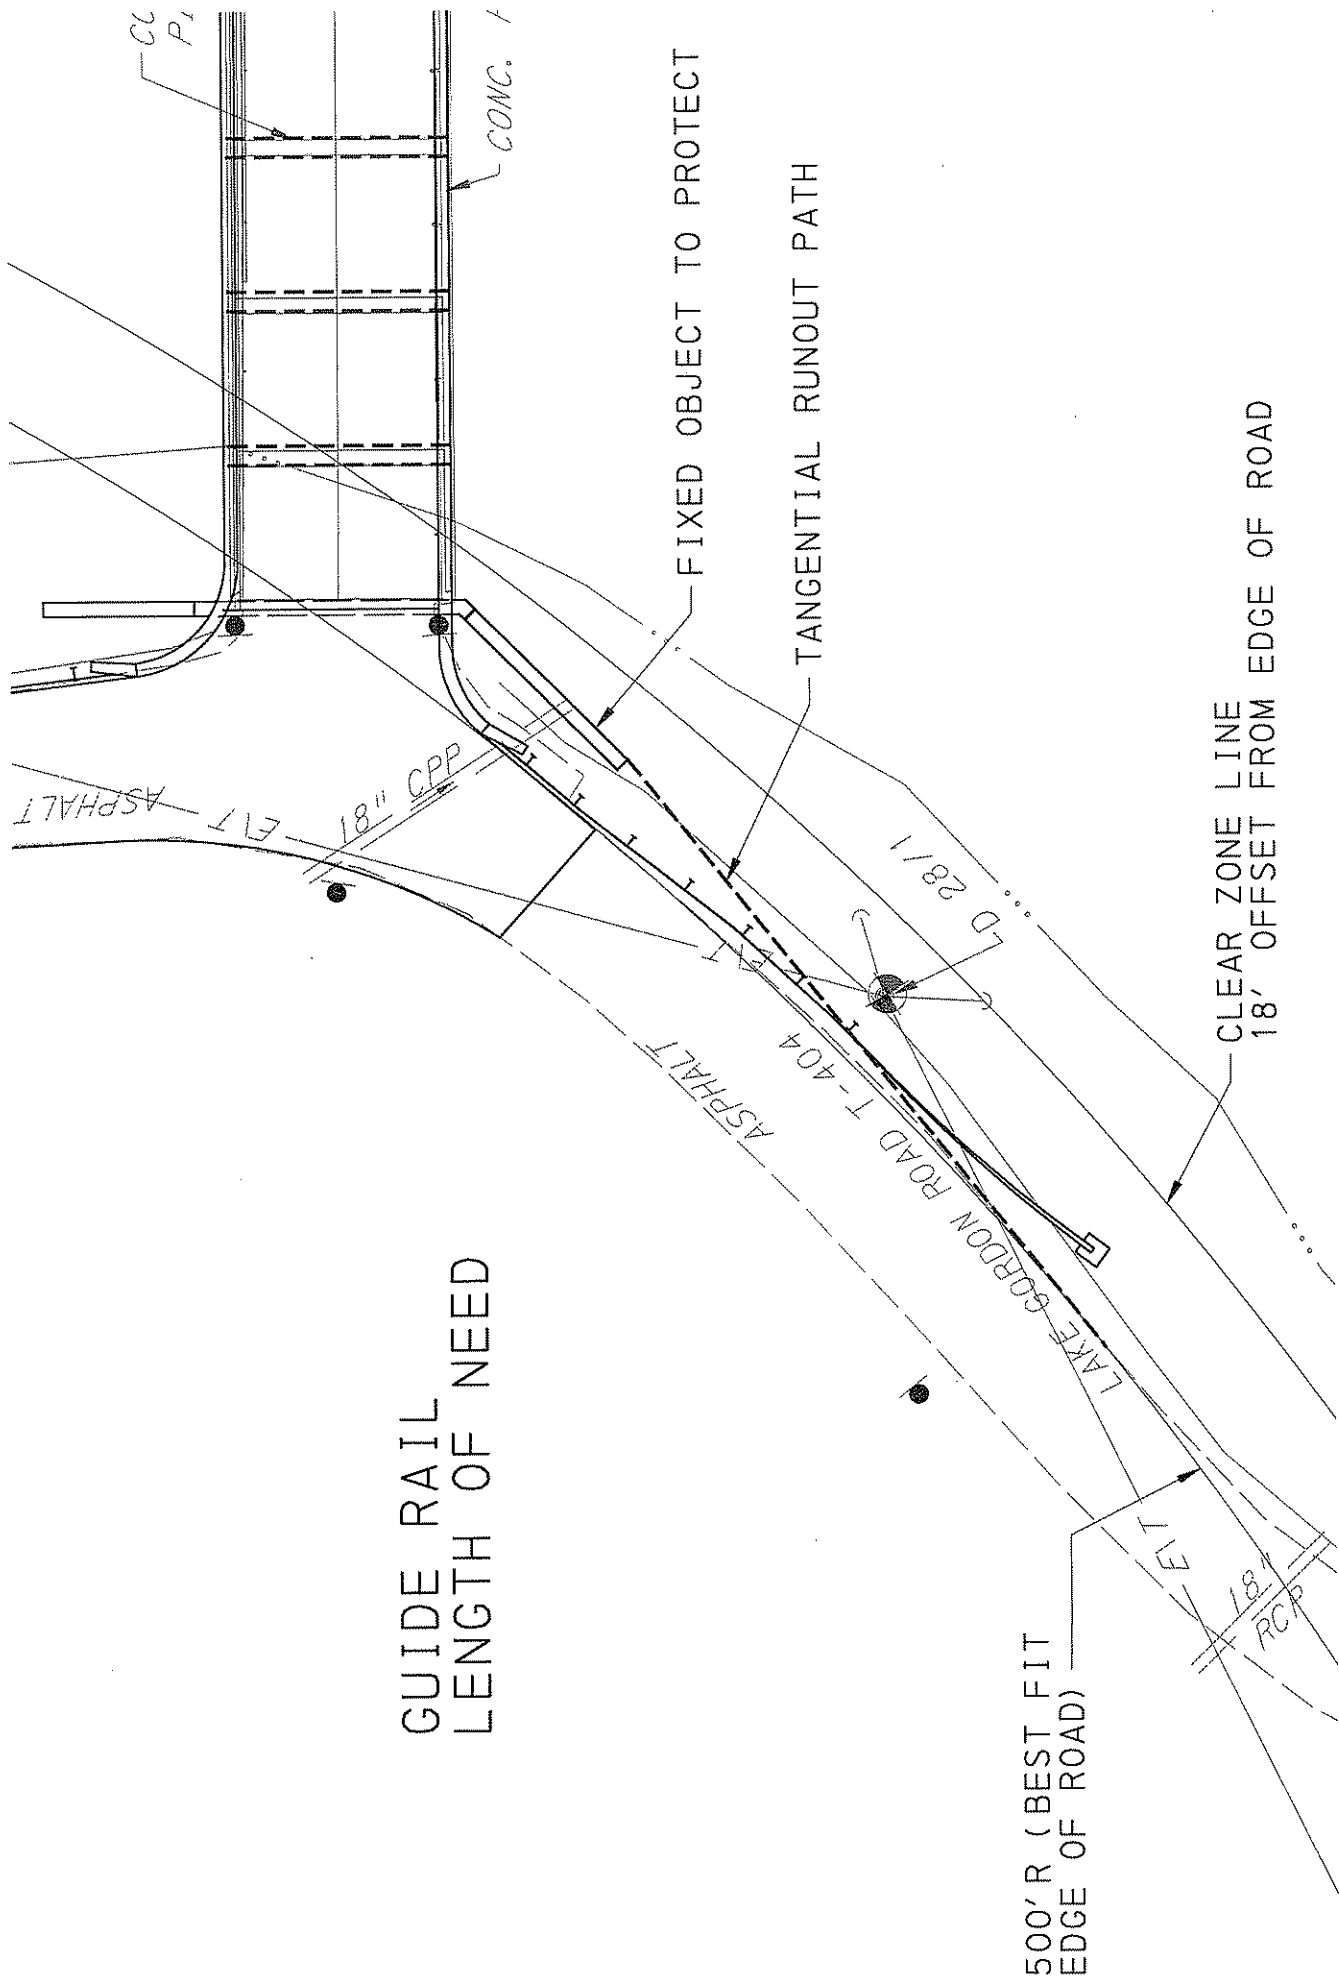 GUIDE RAIL
LENGTH OF NEED
CONC.
FIXED OBJECT TO PROTECT
TANGENTIAL RUNOUT PATH
CLEAR ZONE LINE
18' OFFSET FROM EDGE OF ROAD
500'R (BEST FIT
EDGE OF ROAD)
ASPHALT
E\T
18" CPP
E\T
D 28/1
ASPHALT
LAKE GORDON ROAD T-404
E\T
18"
RCP